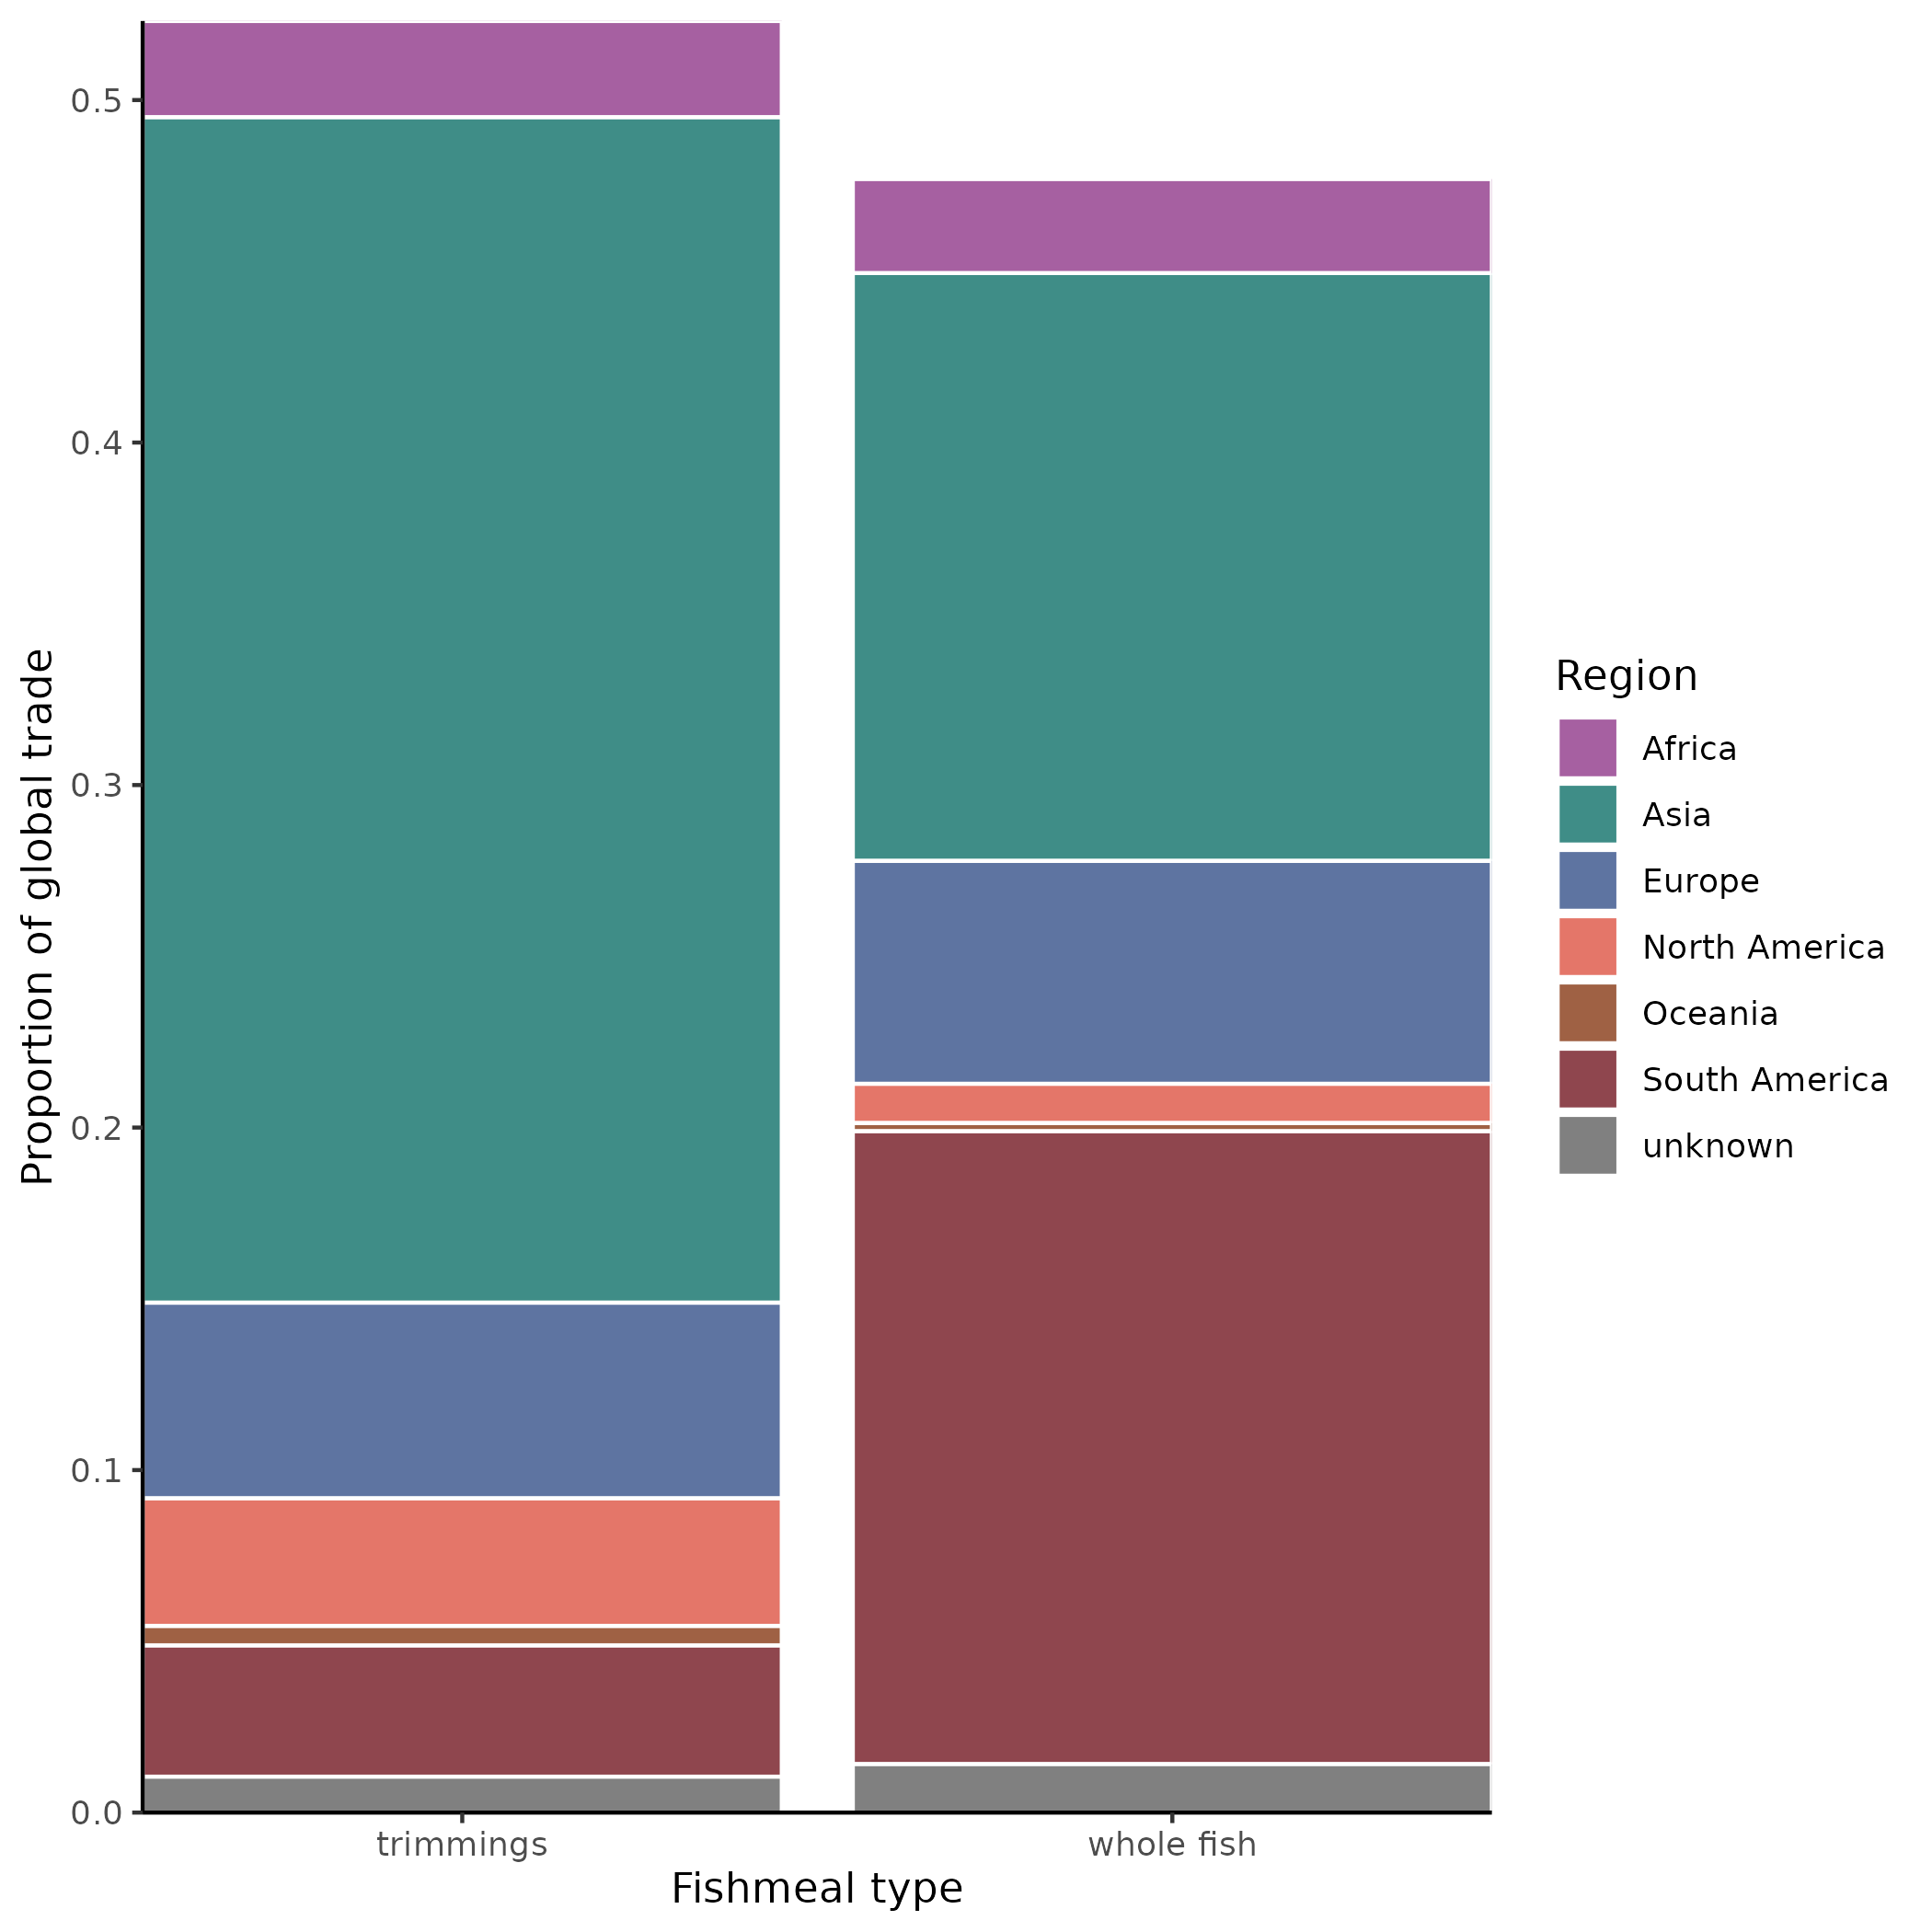 Proportion of global trade
0.5
0.4
0.3
0.2
0.1
0.0
trimmings
whole fish
Fishmeal type
Region
Africa
Asia
Europe
North America
Oceania
South America
unknown